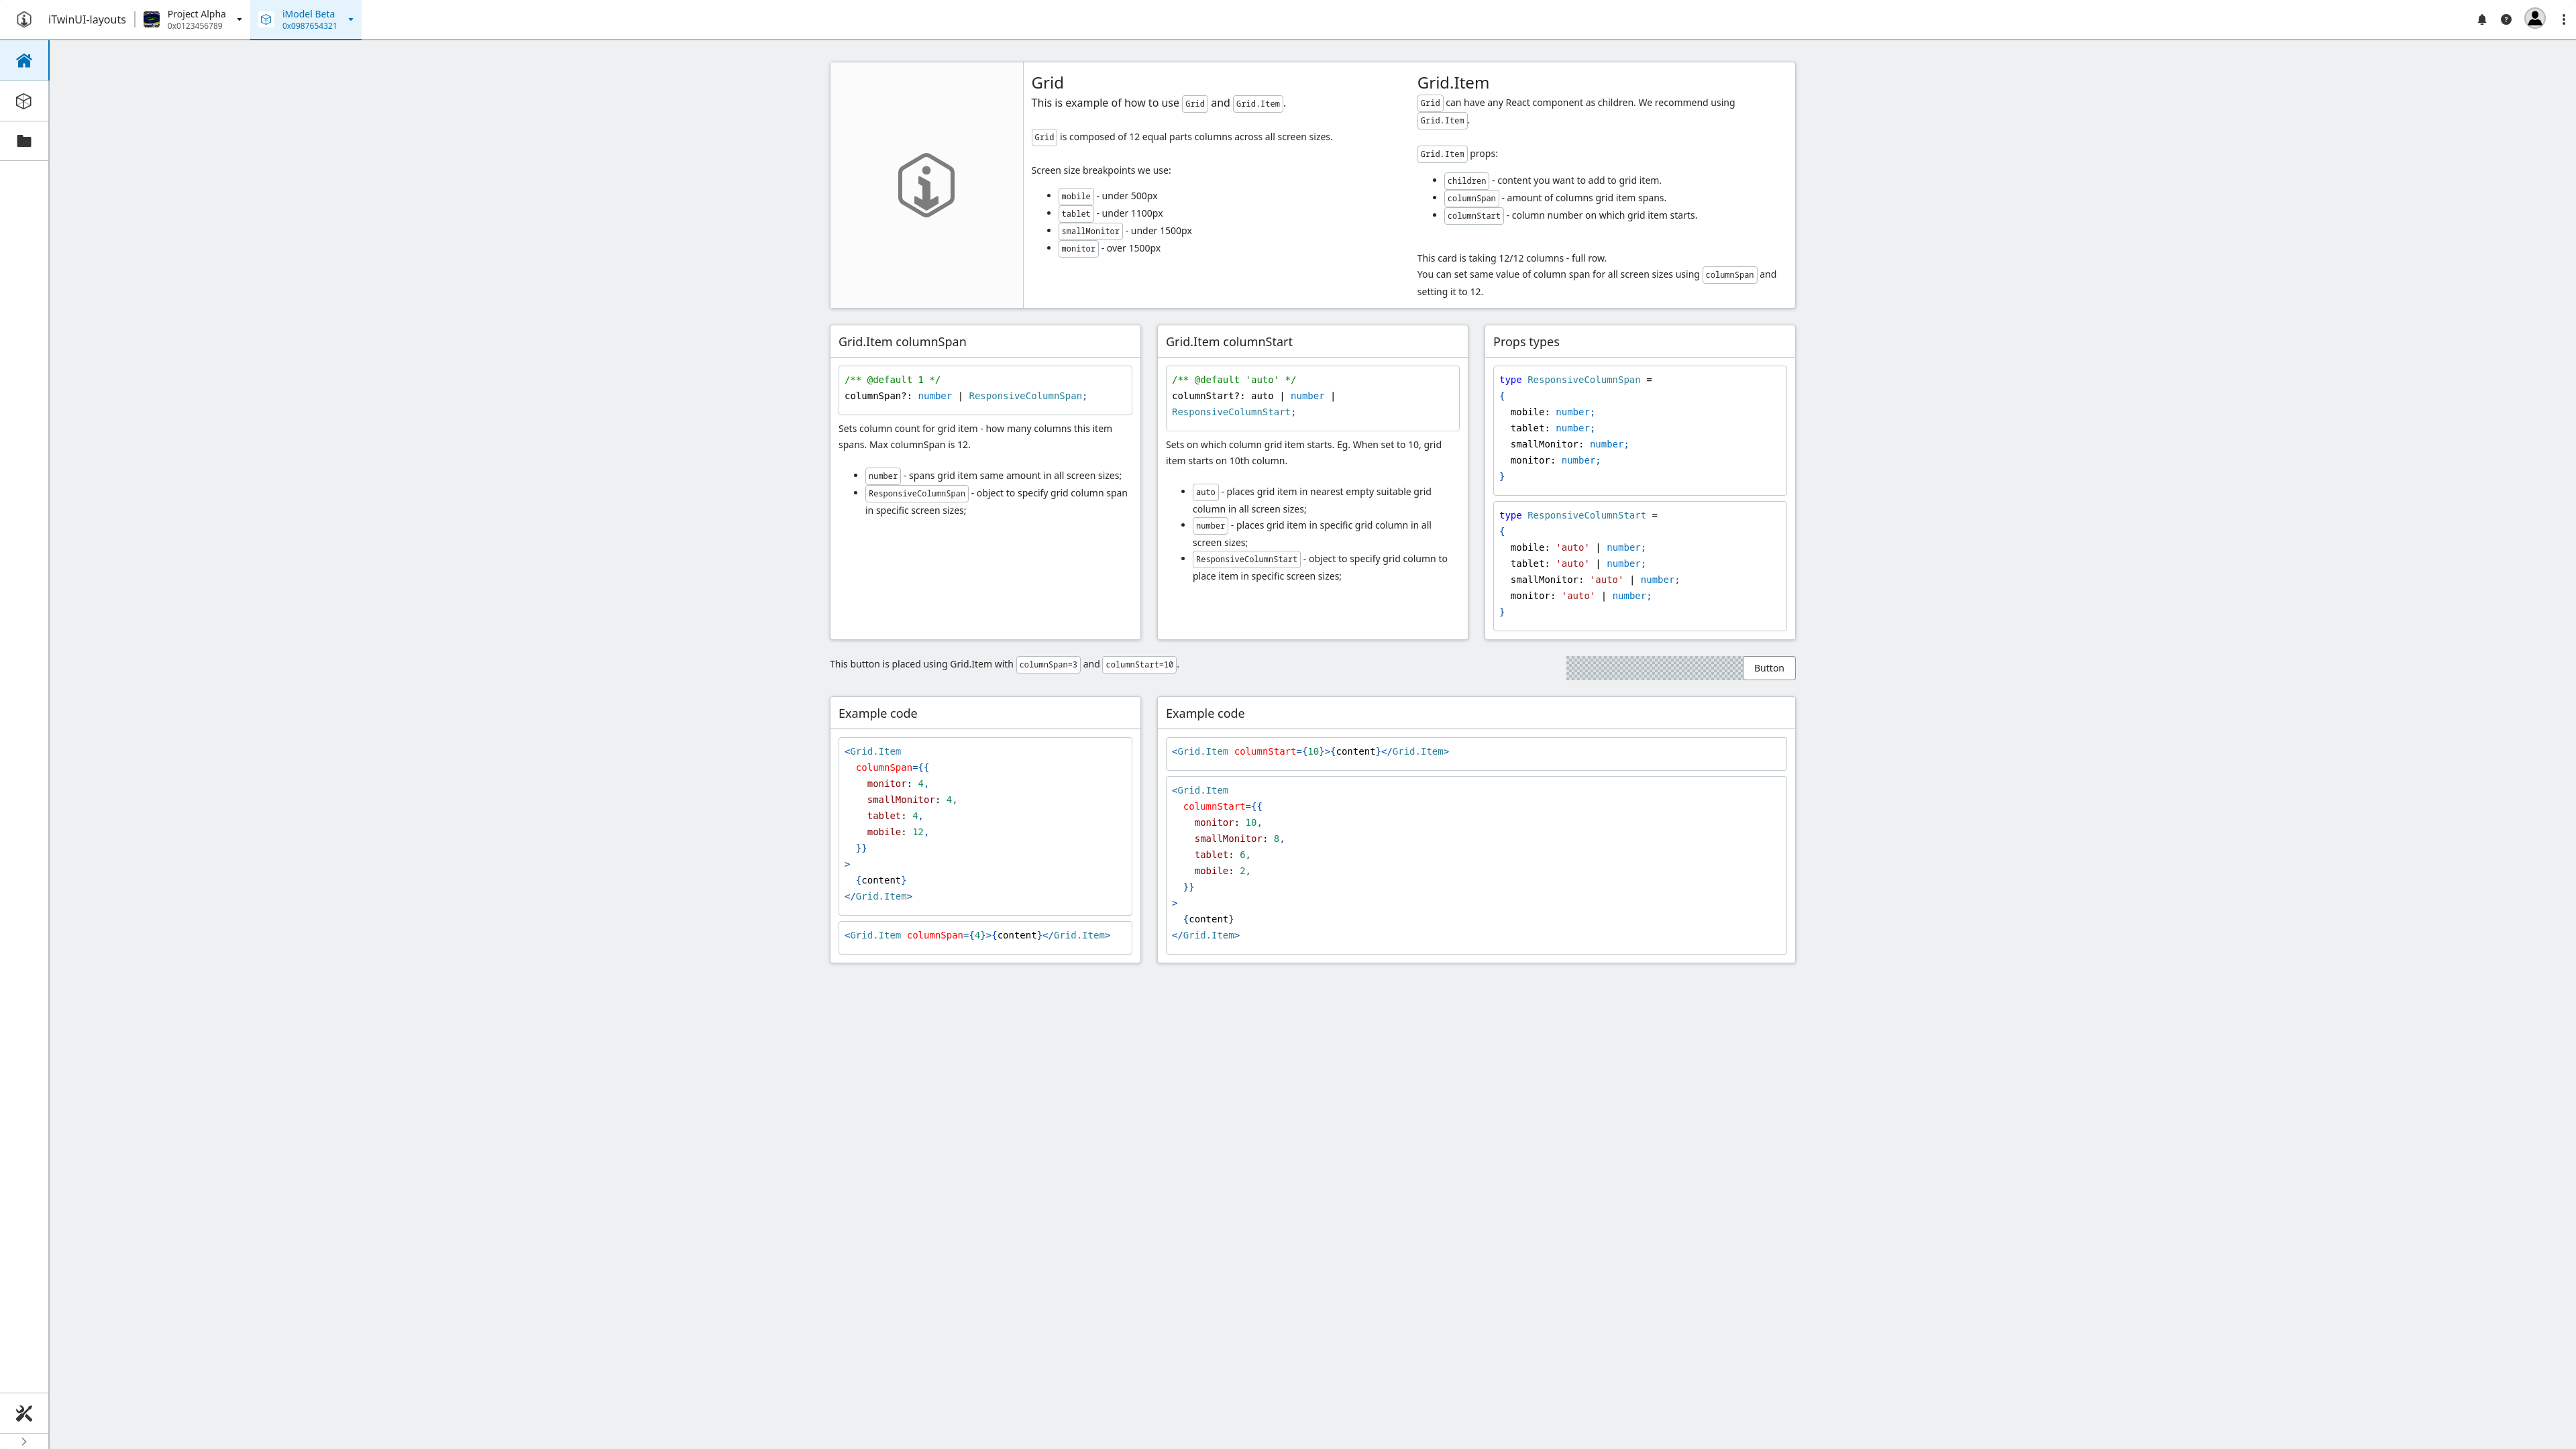 iTwinUI-layouts
Project Alpha
0x0123456789
iModel Beta
0x0987654321
Grid
This is example of how to use Grid and Grid.Item.
Grid is composed of 12 equal parts columns across all screen sizes.
Screen size breakpoints we use:
mobile - under 500px
tablet - under 1100px
smallMonitor - under 1500px
monitor - over 1500px
Grid.Item
Grid can have any React component as children. We recommend using
Grid.Item.
Grid.Item props:
children - content you want to add to grid item.
columnSpan - amount of columns grid item spans.
columnStart - column number on which grid item starts.
This card is taking 12/12 columns - full row.
You can set same value of column span for all screen sizes using columnSpan and
setting it to 12.
Grid.Item columnSpan
/** @default 1 */
columnSpan?: number | ResponsiveColumnSpan;
Sets column count for grid item - how many columns this item
spans. Max columnSpan is 12.
number - spans grid item same amount in all screen sizes;
ResponsiveColumnSpan - object to specify grid column span
in specific screen sizes;
Grid.Item columnStart
/** @default 'auto' */
columnStart?: auto | number |
ResponsiveColumnStart;
Sets on which column grid item starts. Eg. When set to 10, grid
item starts on 10th column.
auto - places grid item in nearest empty suitable grid
column in all screen sizes;
number - places grid item in specific grid column in all
screen sizes;
ResponsiveColumnStart - object to specify grid column to
place item in specific screen sizes;
Props types
type ResponsiveColumnSpan =
{
mobile: number;
tablet: number;
smallMonitor: number;
monitor: number;
}
type ResponsiveColumnStart =
{
mobile: 'auto' | number;
tablet: 'auto' | number;
smallMonitor: 'auto' | number;
monitor: 'auto' | number;
}
This button is placed using Grid.Item with columnSpan=3 and columnStart=10.
Button
Example code
<Grid.Item
columnSpan={{
monitor: 4,
smallMonitor: 4,
tablet: 4,
mobile: 12,
}}
>
{content}
</Grid.Item>
<Grid.Item columnSpan={4}>{content}</Grid.Item>
Example code
<Grid.Item columnStart={10}>{content}</Grid.Item>
<Grid.Item
columnStart={{
monitor: 10,
smallMonitor: 8,
tablet: 6,
mobile: 2,
}}
>
{content}
</Grid.Item>